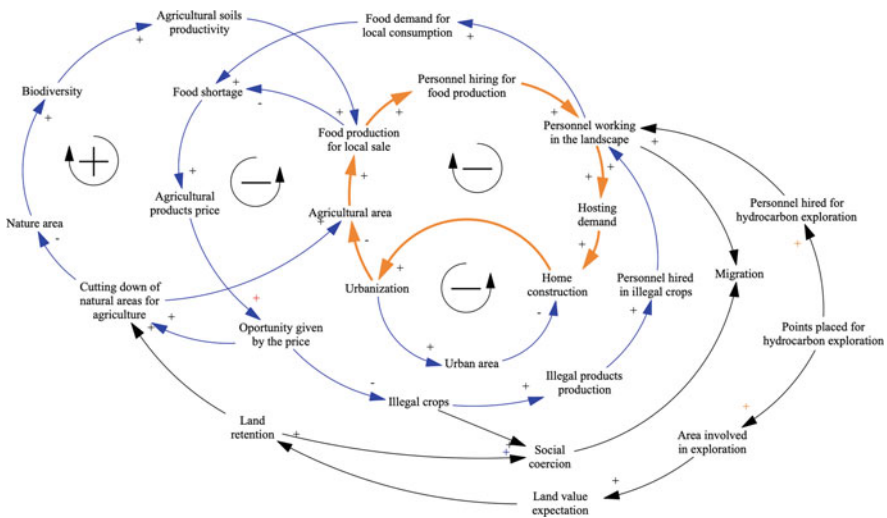 Agricultural soils
productivity
Food demand for
local consumption
Biodiversity
Food shortage
Personnel hiring for
food production
Food production
for local sale
Personnel working
in the landscape
Agricultural
products price
Agricultural area
Hosting
demand
Personnel hired for
hydrocarbon exploration
Nature area
Cutting down of
natural areas for
agriculture
Urbanization
Home
construction
Personnel hired
in illegal crops
Migration
Oportunity given
by the price
Urban area
Points placed for
hydrocarbon exploration
Illegal crops
Illegal products
production
Land
retention
Social
coercion
Area involved
in exploration
Land value
expectation